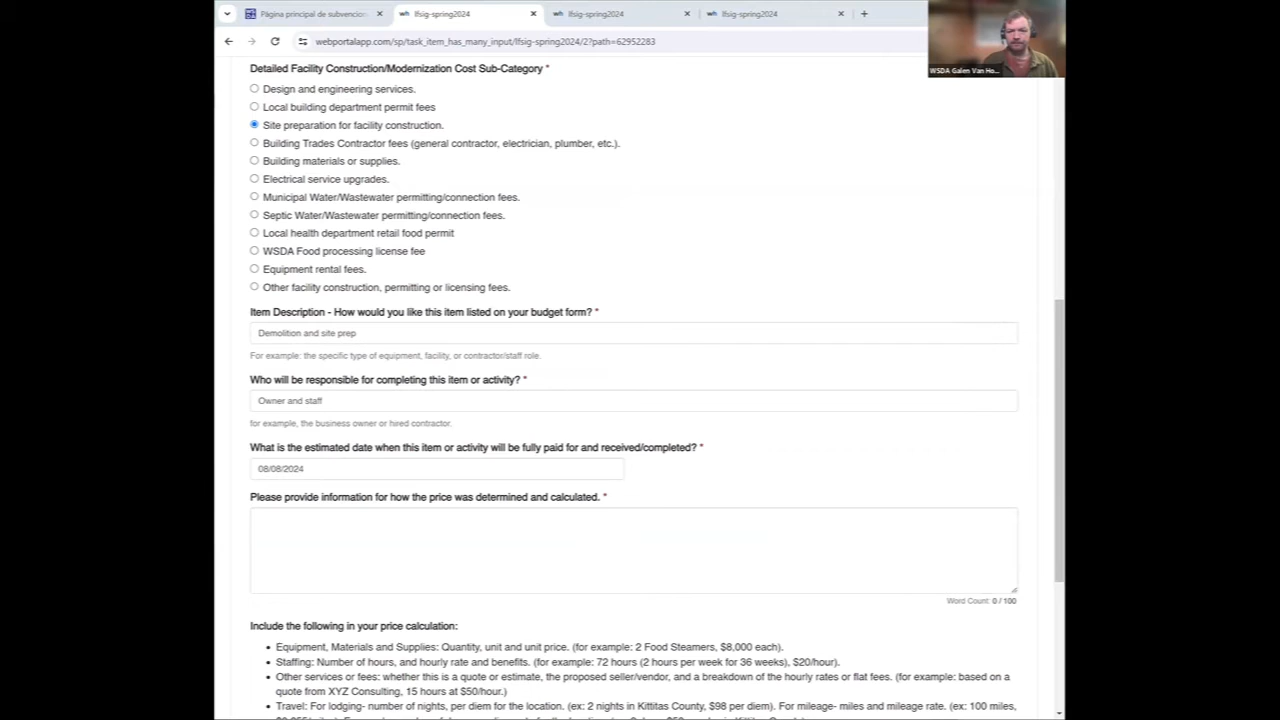 Página principal de subvencio
lfsig-spring2024
lfsig-spring2024
lfsig-spring2024
webportalapp.com/sp/task_item_has_many_input/lfsig-spring2024/2?path=62952283
WSDA Galen Van Ho...
Detailed Facility Construction/Modernization Cost Sub-Category *
Design and engineering services.
Local building department permit fees
Site preparation for facility construction.
Building Trades Contractor fees (general contractor, electrician, plumber, etc.).
Building materials or supplies.
Electrical service upgrades.
Municipal Water/Wastewater permitting/connection fees.
Septic Water/Wastewater permitting/connection fees.
Local health department retail food permit
WSDA Food processing license fee
Equipment rental fees.
Other facility construction, permitting or licensing fees.
Item Description - How would you like this item listed on your budget form? *
Demolition and site prep
For example: the specific type of equipment, facility, or contractor/staff role.
Who will be responsible for completing this item or activity? *
Owner and staff
for example, the business owner or hired contractor.
What is the estimated date when this item or activity will be fully paid for and received/completed? *
08/08/2024
Please provide information for how the price was determined and calculated. *
Word Count: 0 / 100
Include the following in your price calculation:
• Equipment, Materials and Supplies: Quantity, unit and unit price. (for example: 2 Food Steamers, $8,000 each).
• Staffing: Number of hours, and hourly rate and benefits. (for example: 72 hours (2 hours per week for 36 weeks), $20/hour).
• Other services or fees: whether this is a quote or estimate, the proposed seller/vendor, and a breakdown of the hourly rates or flat fees. (for example: based on a
quote from XYZ Consulting, 15 hours at $50/hour.)
• Travel: For lodging- number of nights, per diem for the location. (ex: 2 nights in Kittitas County, $98 per diem). For mileage- miles and mileage rate. (ex: 100 miles,